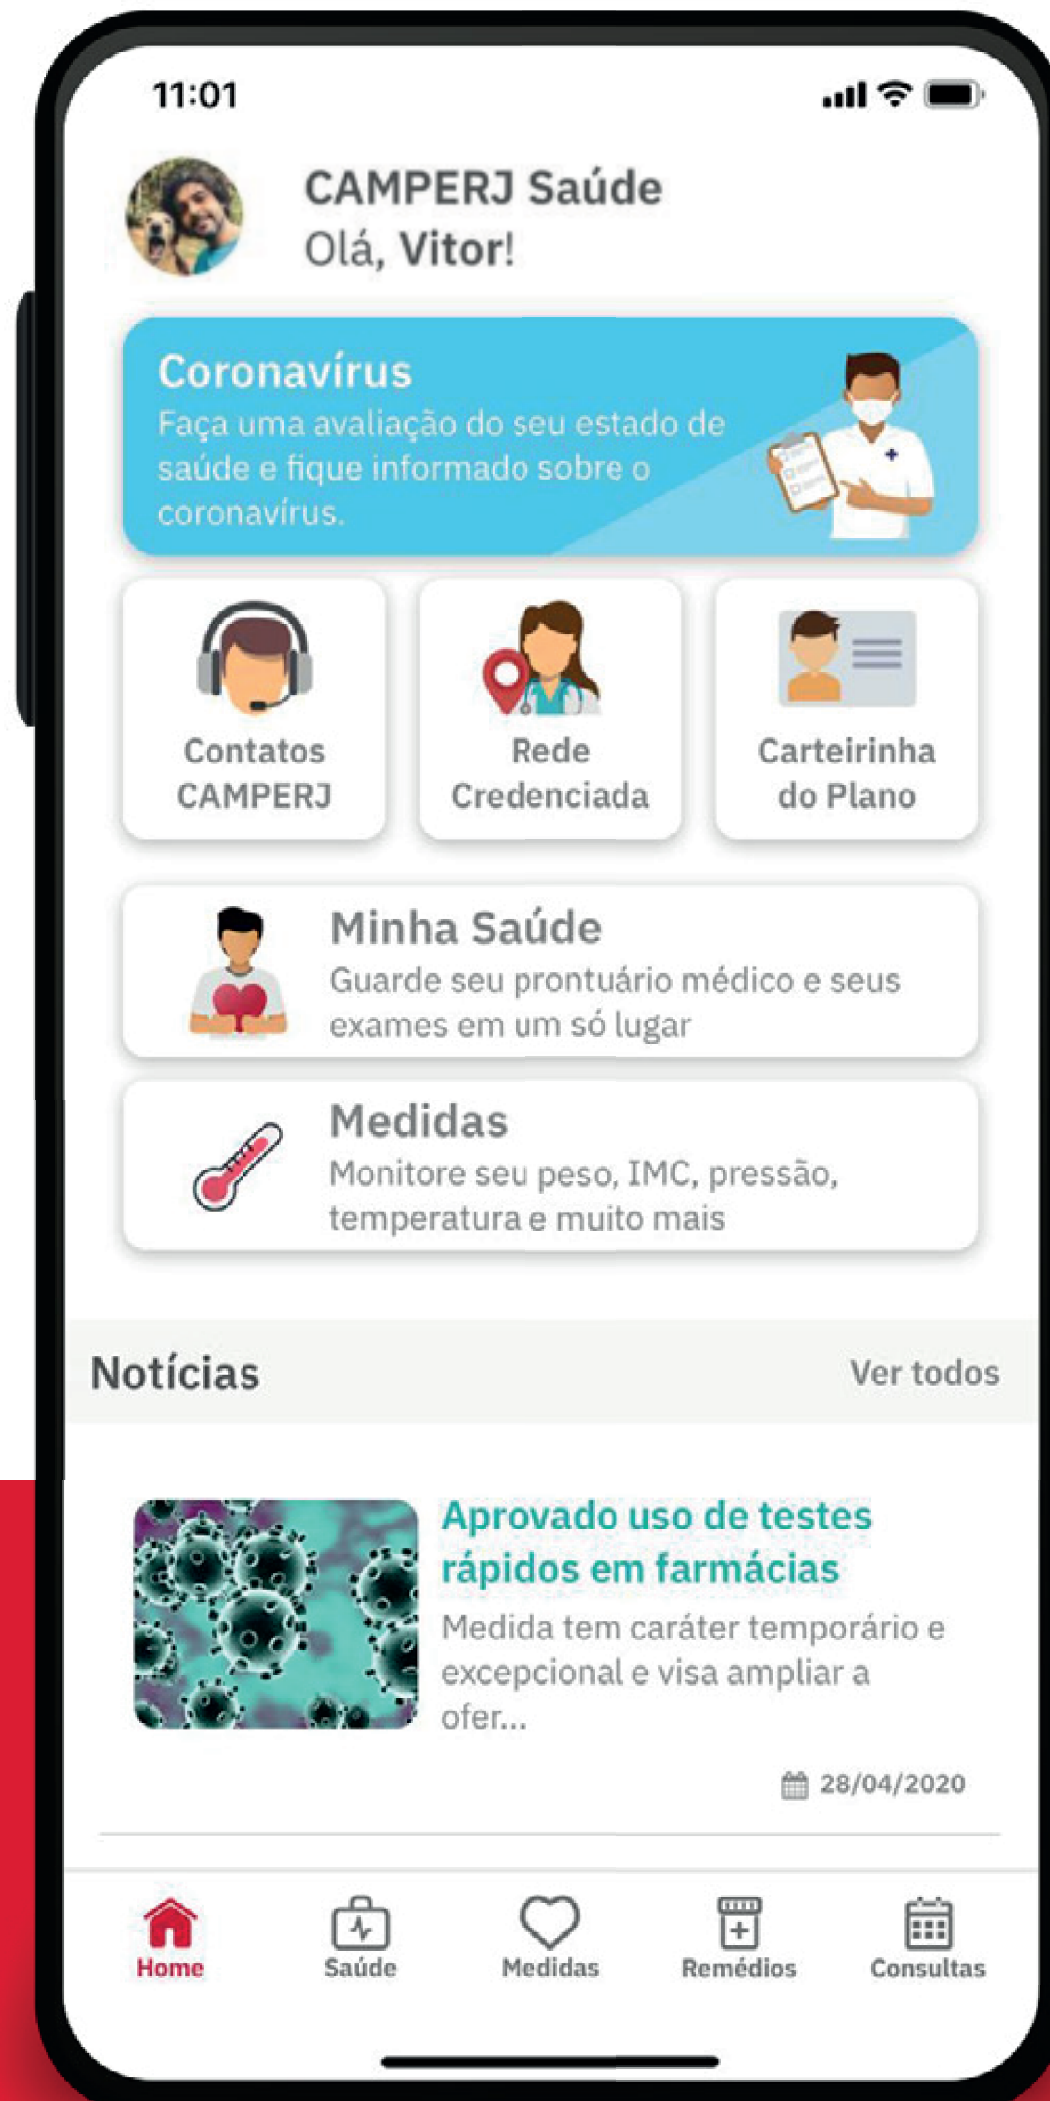 11:01
CAMPERJ Saúde
Olá, Vitor!
Coronavírus
Faça uma avaliação do seu estado de
saúde e fique informado sobre o
coronavírus.
Contatos
CAMPERJ
Rede
Credenciada
Carteirinha
do Plano
Minha Saúde
Guarde seu prontuário médico e seus
exames em um só lugar
Medidas
Monitore seu peso, IMC, pressão,
temperatura e muito mais
Notícias
Ver todos
Aprovado uso de testes
rápidos em farmácias
Medida tem caráter temporário e
excepcional e visa ampliar a
ofer...
28/04/2020
Home
Saúde
Medidas
Remédios
Consultas